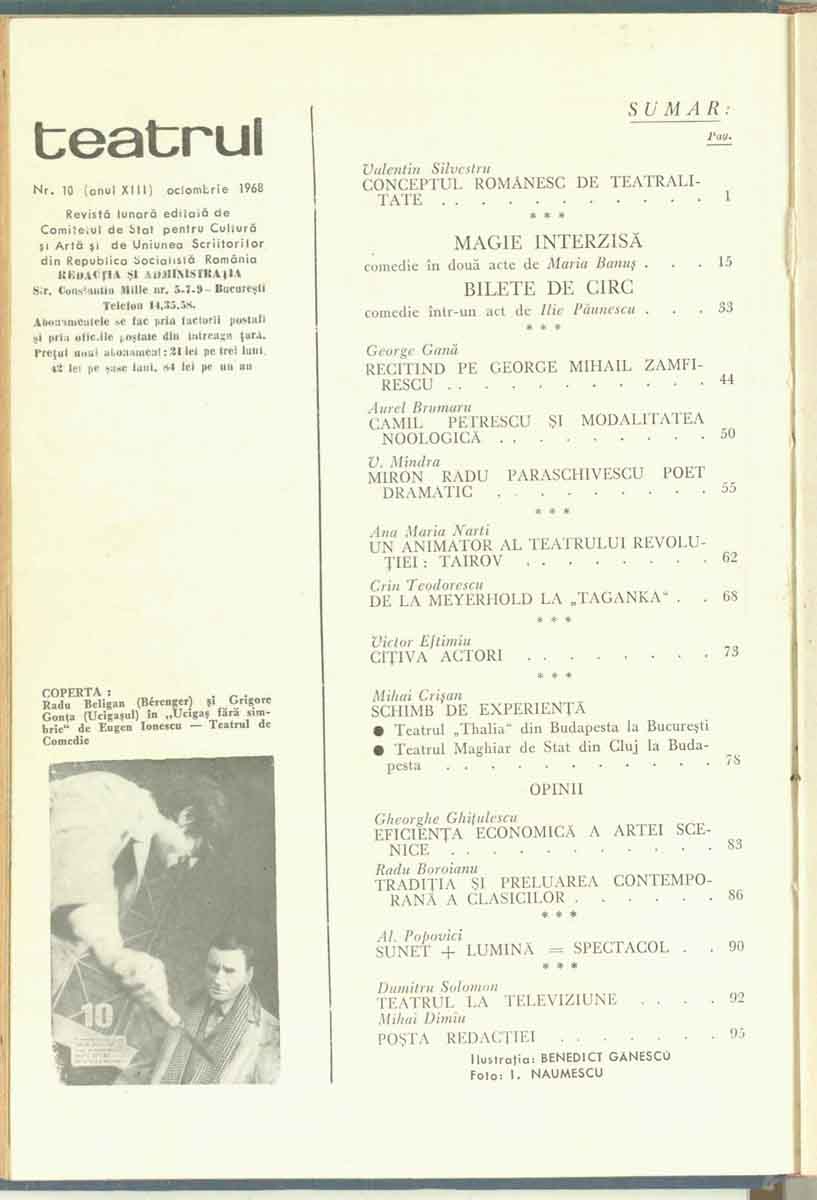 teatrul
Nr. 10 (anul XIII) octombrie 1968
Revistă lunară editată de
Comitetul de Stat pentru Cultură
și Artă și de Uniunea Scriitorilor
din Republica Socialistă România
REDACȚIA ȘI ADMINISTRAȚIA
Str. Constantin Mille nr. 5-7-9 – București
Telefon 14.35.58.
Abonamentele se fac prin factorii poștali
și prin oficiile poștale din întreaga țară.
Prețul unui abonament : 21 lei pe trei luni,
42 lei pe șase luni, 84 lei pe un an
COPERTA :
Radu Beligan (Bérenger) și Grigore
Gonța (Ucigașul) în „Ucigaș fără sim-
brie“ de Eugen Ionescu — Teatrul de
Comedie
10
SUMAR:
Pag.
Valentin Silvestru
CONCEPTUL ROMÂNESC DE TEATRALI-
TATE . . . . . . . . . . 1
* * *
MAGIE INTERZISĂ
comedie în două acte de Maria Banuș . . . 15
BILETE DE CIRC
comedie într-un act de Ilie Păunescu . . . 33
* * *
George Gană
RECITIND PE GEORGE MIHAIL ZAMFI-
RESCU . . . . . . . . . . 44
Aurel Brumaru
CAMIL PETRESCU ȘI MODALITATEA
NOOLOGICĂ . . . . . . . . 50
V. Mindra
MIRON RADU PARASCHIVESCU POET
DRAMATIC . . . . . . . . 55
* * *
Ana Maria Narti
UN ANIMATOR AL TEATRULUI REVOLU-
ȚIEI : TAIROV . . . . . . . 62
Crin Teodorescu
DE LA MEYERHOLD LA „TAGANKA“ . . 68
* * *
Victor Eftimiu
CÎȚIVA ACTORI . . . . . . . 73
* * *
Mihai Crișan
SCHIMB DE EXPERIENȚĂ
● Teatrul „Thalia“ din Budapesta la București
● Teatrul Maghiar de Stat din Cluj la Buda-
pesta . . . . . . . . . . 78
OPINII
Gheorghe Ghițulescu
EFICIENȚA ECONOMICĂ A ARTEI SCE-
NICE . . . . . . . . . . 83
Radu Boroianu
TRADIȚIA ȘI PRELUAREA CONTEMPO-
RANĂ A CLASICILOR . . . . . . 86
* * *
Al. Popovici
SUNET + LUMINĂ = SPECTACOL . . 90
* * *
Dumitru Solomon
TEATRUL LA TELEVIZIUNE . . . . 92
Mihai Dimiu
POȘTA REDACȚIEI . . . . . . . 95
Ilustrația: BENEDICT GĂNESCU
Foto: I. NAUMESCU